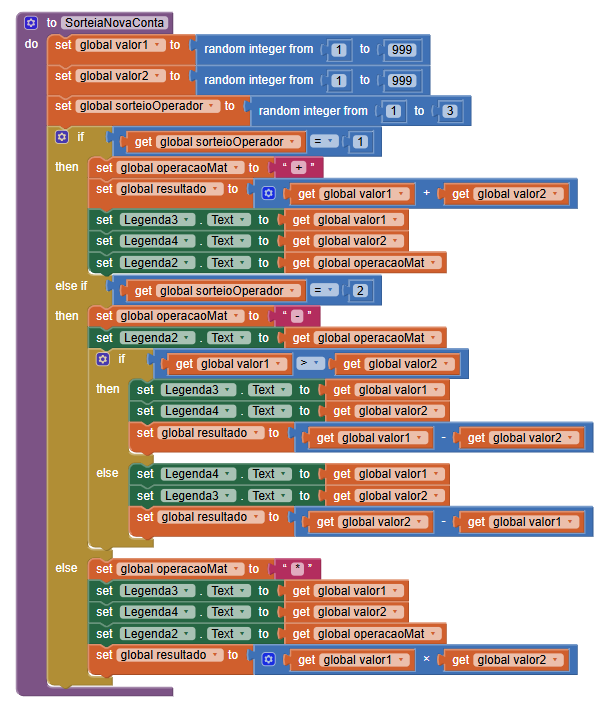 to SorteiaNovaConta
do set global valor1 to random integer from 1 to 999
set global valor2 to random integer from 1 to 999
set global sorteioOperador to random integer from 1 to 3
if get global sorteioOperador = 1
then set global operacaoMat to “ + ”
set global resultado to get global valor1 + get global valor2
set Legenda3 . Text to get global valor1
set Legenda4 . Text to get global valor2
set Legenda2 . Text to get global operacaoMat
else if get global sorteioOperador = 2
then set global operacaoMat to “ - ”
set Legenda2 . Text to get global operacaoMat
if get global valor1 > get global valor2
then set Legenda3 . Text to get global valor1
set Legenda4 . Text to get global valor2
set global resultado to get global valor1 - get global valor2
else set Legenda4 . Text to get global valor1
set Legenda3 . Text to get global valor2
set global resultado to get global valor2 - get global valor1
else set global operacaoMat to “ * ”
set Legenda3 . Text to get global valor1
set Legenda4 . Text to get global valor2
set Legenda2 . Text to get global operacaoMat
set global resultado to get global valor1 × get global valor2